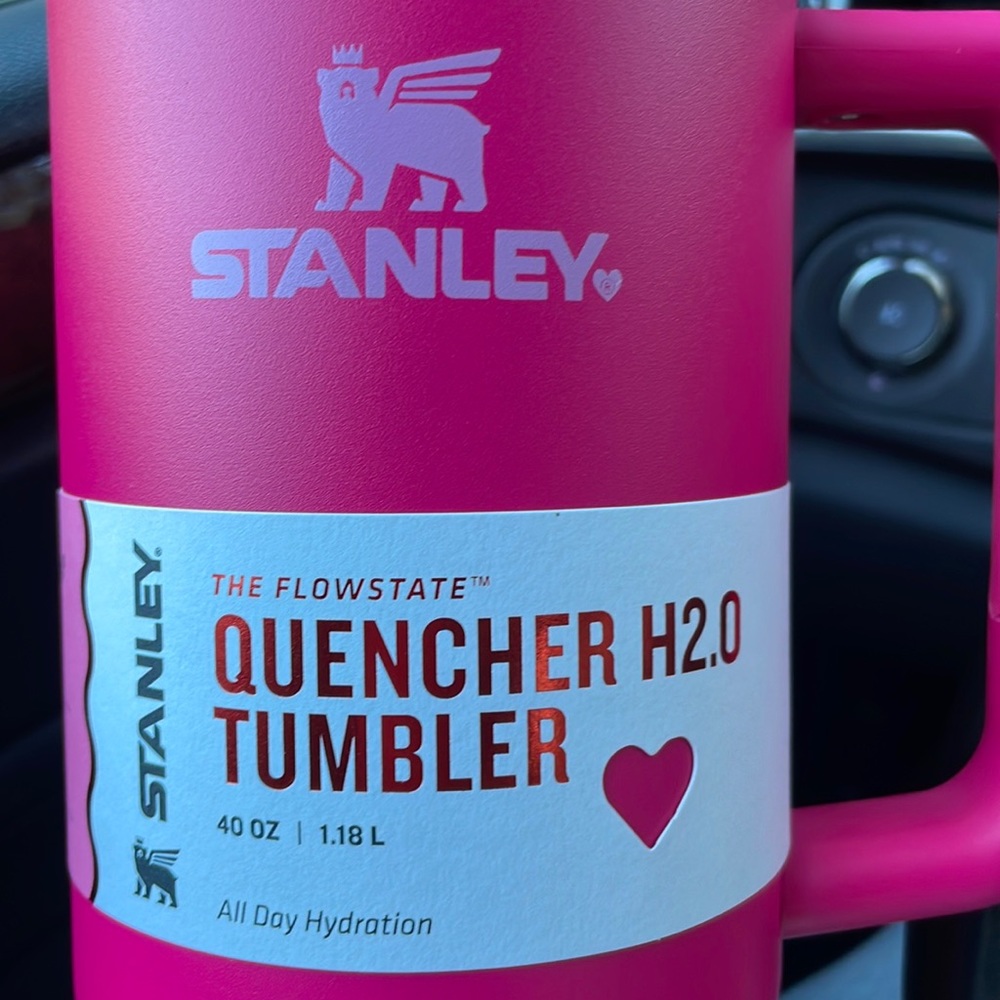 STANLEY
THE FLOWSTATE™
QUENCHER H2.0
TUMBLER
40 OZ | 1.18 L
All Day Hydration
STANLEY®